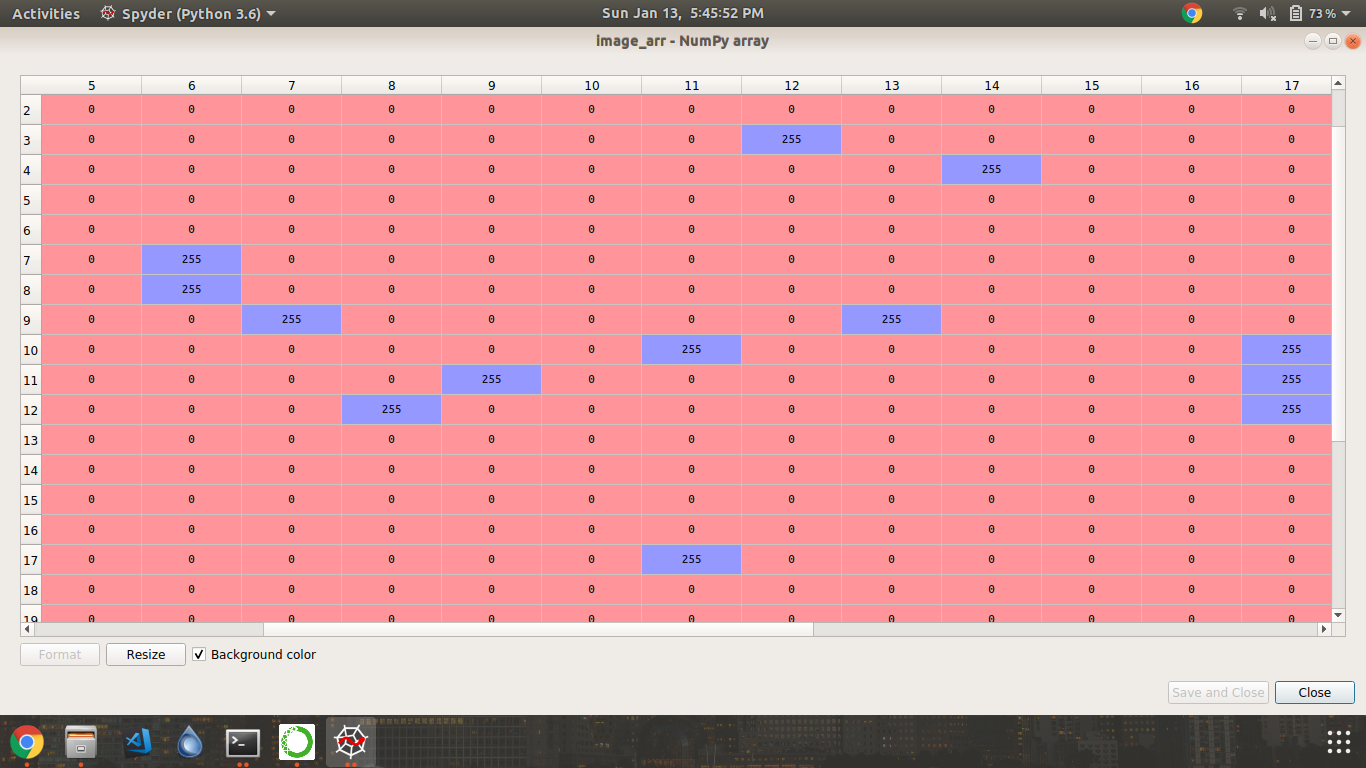 Activities Spyder (Python 3.6) Sun Jan 13, 5:45:52 PM 73%
image_arr - NumPy array
5 6 7 8 9 10 11 12 13 14 15 16 17
2 0 0 0 0 0 0 0 0 0 0 0 0 0
3 0 0 0 0 0 0 0 255 0 0 0 0 0
4 0 0 0 0 0 0 0 0 0 255 0 0 0
5 0 0 0 0 0 0 0 0 0 0 0 0 0
6 0 0 0 0 0 0 0 0 0 0 0 0 0
7 0 255 0 0 0 0 0 0 0 0 0 0 0
8 0 255 0 0 0 0 0 0 0 0 0 0 0
9 0 0 255 0 0 0 0 0 255 0 0 0 0
10 0 0 0 0 0 0 255 0 0 0 0 0 255
11 0 0 0 0 255 0 0 0 0 0 0 0 255
12 0 0 0 255 0 0 0 0 0 0 0 0 255
13 0 0 0 0 0 0 0 0 0 0 0 0 0
14 0 0 0 0 0 0 0 0 0 0 0 0 0
15 0 0 0 0 0 0 0 0 0 0 0 0 0
16 0 0 0 0 0 0 0 0 0 0 0 0 0
17 0 0 0 0 0 0 255 0 0 0 0 0 0
18 0 0 0 0 0 0 0 0 0 0 0 0 0
19 0 0 0 0 0 0 0 0 0 0 0 0 0
Format Resize Background color
Save and Close Close